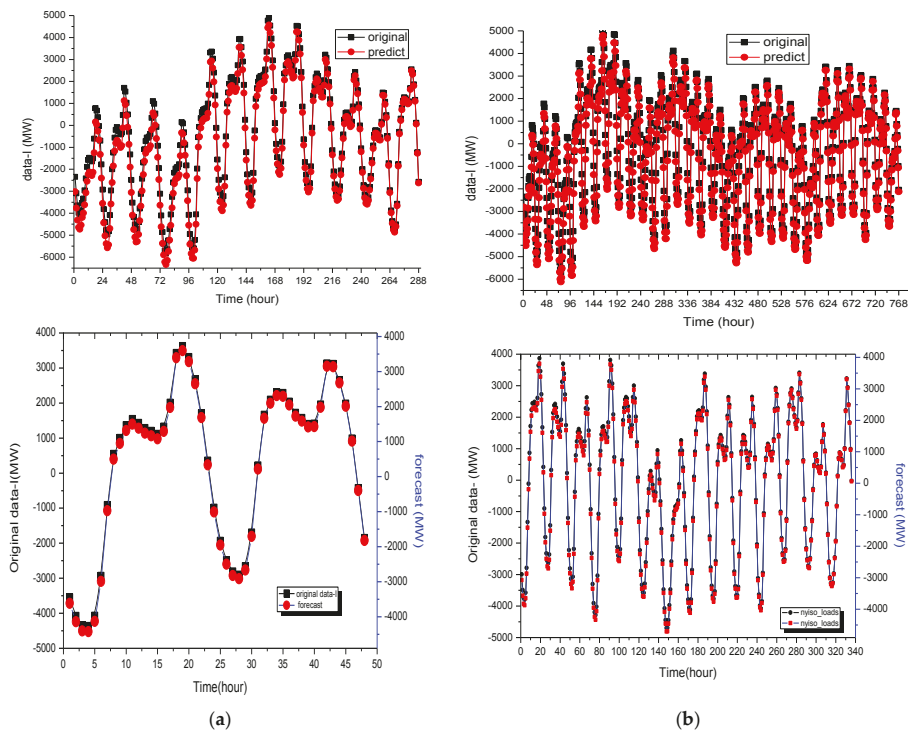 5000
4000
3000
2000
1000
0
-1000
-2000
-3000
-4000
-5000
-6000
data-I (MW)
original
predict
0 24 48 72 96 120 144 168 192 216 240 264 288
Time (hour)
5000
4000
3000
2000
1000
0
-1000
-2000
-3000
-4000
-5000
-6000
data-I (MW)
original
predict
0 48 96 144 192 240 288 336 384 432 480 528 576 624 672 720 768
Time (hour)
4000
3000
2000
1000
0
-1000
-2000
-3000
-4000
-5000
Original data-I(MW)
original data-II
forecast
4000
3000
2000
1000
0
-1000
-2000
-3000
-4000
forecast (MW)
0 5 10 15 20 25 30 35 40 45 50
Time(hour)
(a)
4000
3000
2000
1000
0
-1000
-2000
-3000
-4000
-5000
Original data- (MW)
nyiso_loads
nyiso_loads
4000
3000
2000
1000
0
-1000
-2000
-3000
-4000
forecast (MW)
0 20 40 60 80 100 120 140 160 180 200 220 240 260 280 300 320 340
Time(hour)
(b)